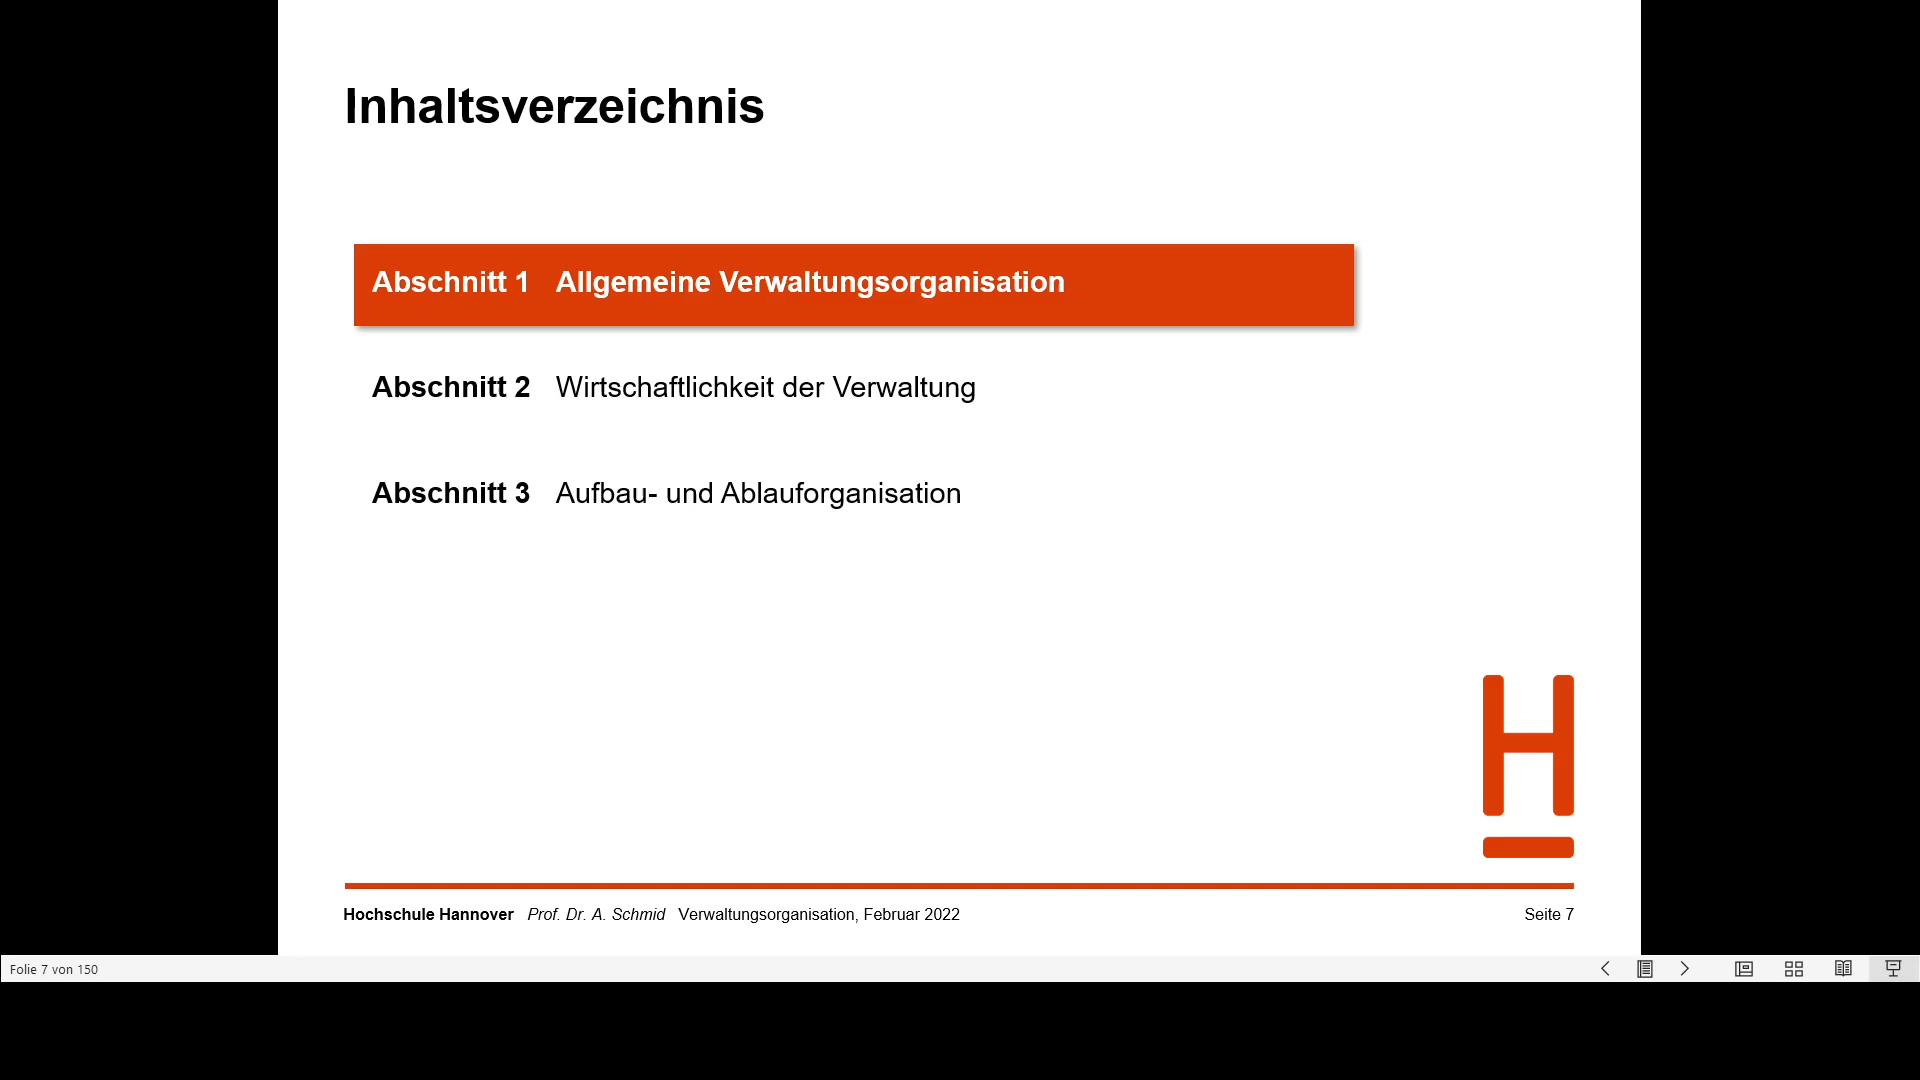 Inhaltsverzeichnis
Abschnitt 1 Allgemeine Verwaltungsorganisation
Abschnitt 2 Wirtschaftlichkeit der Verwaltung
Abschnitt 3 Aufbau- und Ablauforganisation
H
Hochschule Hannover Prof. Dr. A. Schmid Verwaltungsorganisation, Februar 2022 Seite 7
Folie 7 von 150